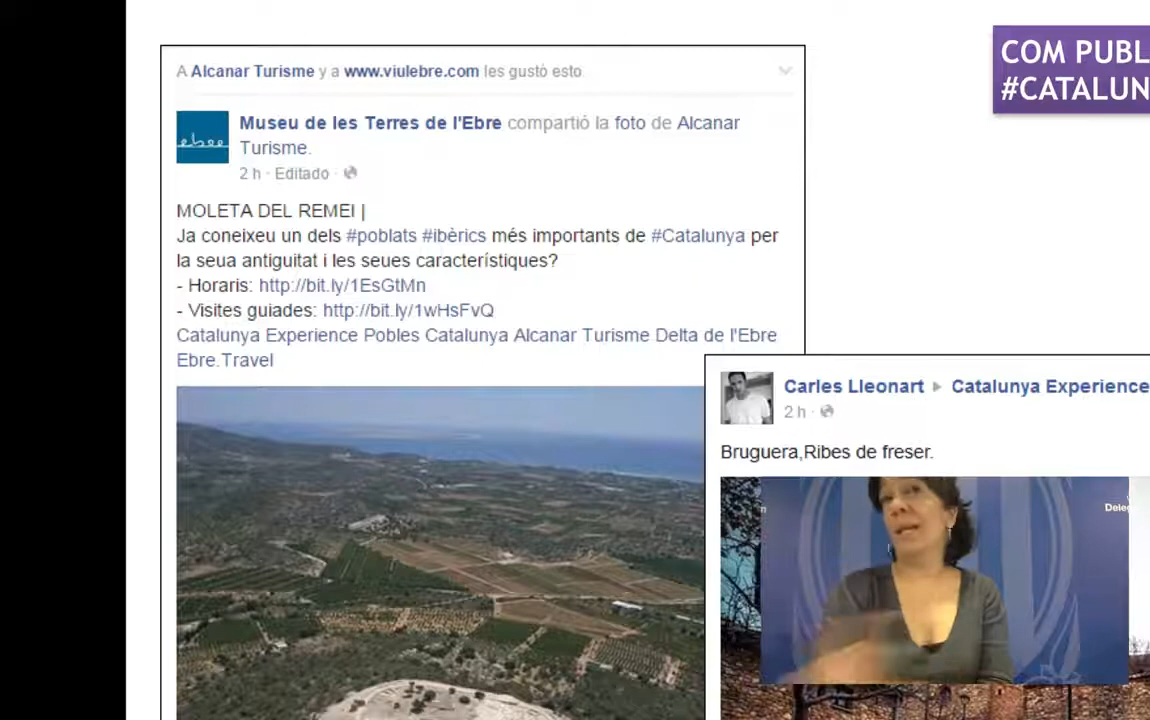 COM PUBL
#CATALUN
A Alcanar Turisme y a www.viulebre.com les gustó esto.
Museu de les Terres de l'Ebre compartió la foto de Alcanar
Turisme.
2 h · Editado ·
MOLETA DEL REMEI |
Ja coneixeu un dels #poblats #ibèrics més importants de #Catalunya per
la seua antiguitat i les seues característiques?
- Horaris: http://bit.ly/1EsGtMn
- Visites guiades: http://bit.ly/1wHsFvQ
Catalunya Experience Pobles Catalunya Alcanar Turisme Delta de l'Ebre
Ebre.Travel
ebre
Carles Lleonart ▶ Catalunya Experience
2 h ·
Bruguera,Ribes de freser.
Deleg